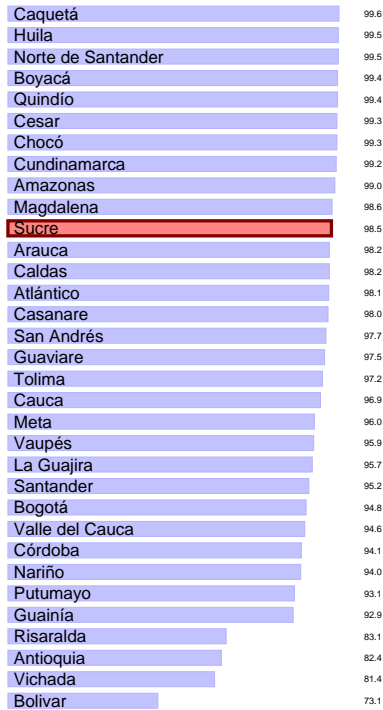 Caquetá 99.6
Huila 99.5
Norte de Santander 99.5
Boyacá 99.4
Quindío 99.4
Cesar 99.3
Chocó 99.3
Cundinamarca 99.2
Amazonas 99.0
Magdalena 98.6
Sucre 98.5
Arauca 98.2
Caldas 98.2
Atlántico 98.1
Casanare 98.0
San Andrés 97.7
Guaviare 97.5
Tolima 97.2
Cauca 96.9
Meta 96.0
Vaupés 95.9
La Guajira 95.7
Santander 95.2
Bogotá 94.8
Valle del Cauca 94.6
Córdoba 94.1
Nariño 94.0
Putumayo 93.1
Guainía 92.9
Risaralda 83.1
Antioquia 82.4
Vichada 81.4
Bolivar 73.1